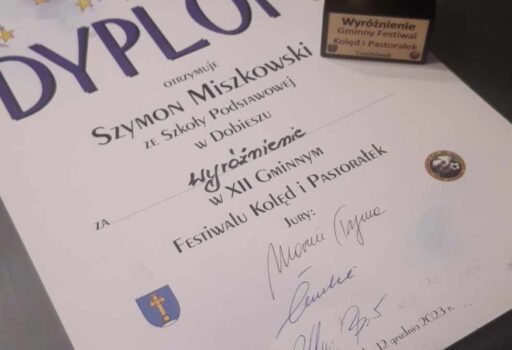 DYPLOM
Wyróżnienie
Gminny Festiwal
Kolęd i Pastorałek
OTRZYMUJE
SZYMON MISZKOWSKI
ZE SZKOŁY PODSTAWOWEJ
W DOBIESZU
ZA wyróżnienie
W XII GMINNYM
FESTIWALU KOLĘD I PASTORAŁEK
JURY:
12 grudnia 2023 r.